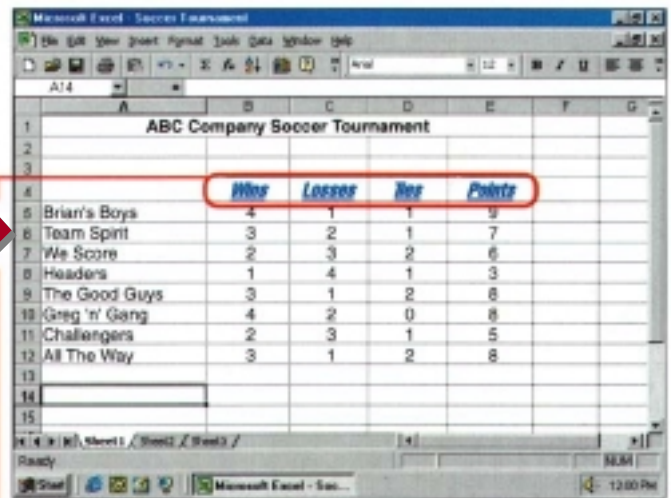 Microsoft Excel - Soccer Tournament
File Edit View Insert Format Tools Data Window Help
Arial 12 B I U
A14
A B C D E F G
1 ABC Company Soccer Tournament
2
3
4 Wins Losses Ties Points
5 Brian's Boys 4 1 1 9
6 Team Spirit 3 2 1 7
7 We Score 2 3 2 6
8 Headers 1 4 1 3
9 The Good Guys 3 1 2 8
10 Greg 'n' Gang 4 2 0 8
11 Challengers 2 3 1 5
12 All The Way 3 1 2 8
13
14
15
Sheet1 Sheet2 Sheet3
Ready NUM
Start Microsoft Excel - Soc... 12:00 PM